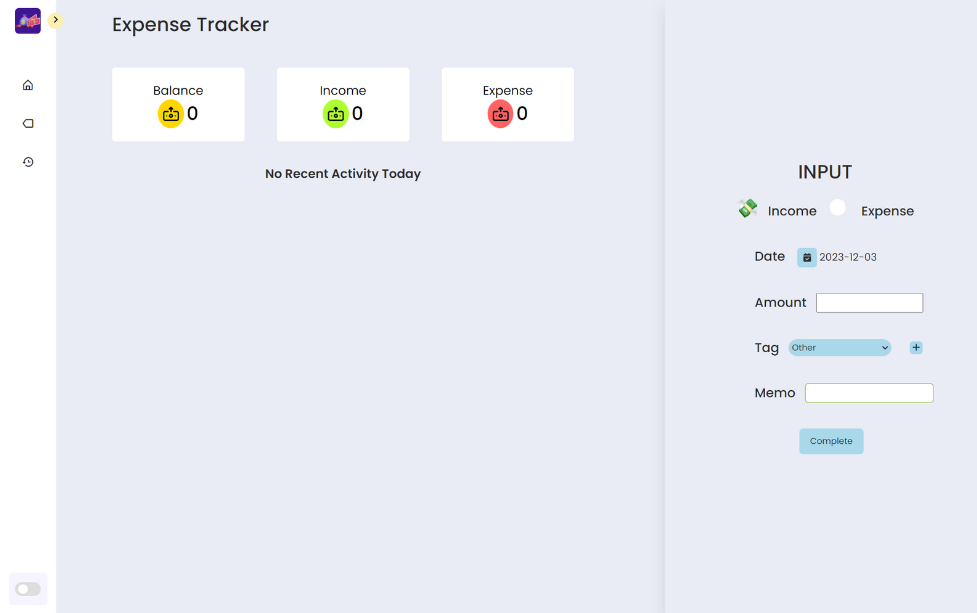 Expense Tracker
Balance
0
Income
0
Expense
0
No Recent Activity Today
INPUT
Income Expense
Date 2023-12-03
Amount
Tag Other +
Memo
Complete